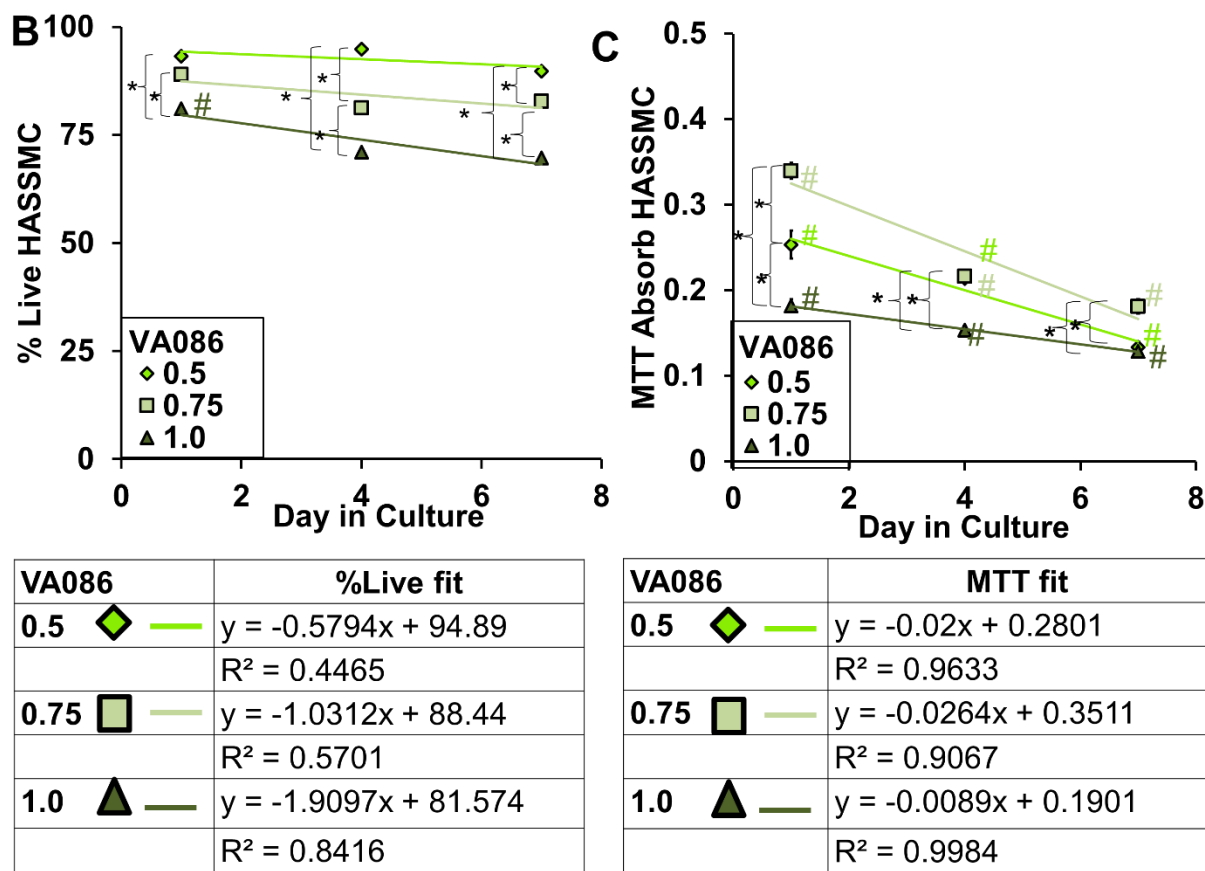 B
100
75
50
25
0
% Live HASSMC
* * # * * * * * *
VA086
0.5
0.75
1.0
0 2 4 6 8
Day in Culture
C
0.5
0.4
0.3
0.2
0.1
0
MTT Absorb HASSMC
#
*
* # #
* * * # #
# * * #
# #
VA086
0.5
0.75
1.0
0 2 4 6 8
Day in Culture
VA086 %Live fit
0.5 y = -0.5794x + 94.89
R² = 0.4465
0.75 y = -1.0312x + 88.44
R² = 0.5701
1.0 y = -1.9097x + 81.574
R² = 0.8416
VA086 MTT fit
0.5 y = -0.02x + 0.2801
R² = 0.9633
0.75 y = -0.0264x + 0.3511
R² = 0.9067
1.0 y = -0.0089x + 0.1901
R² = 0.9984